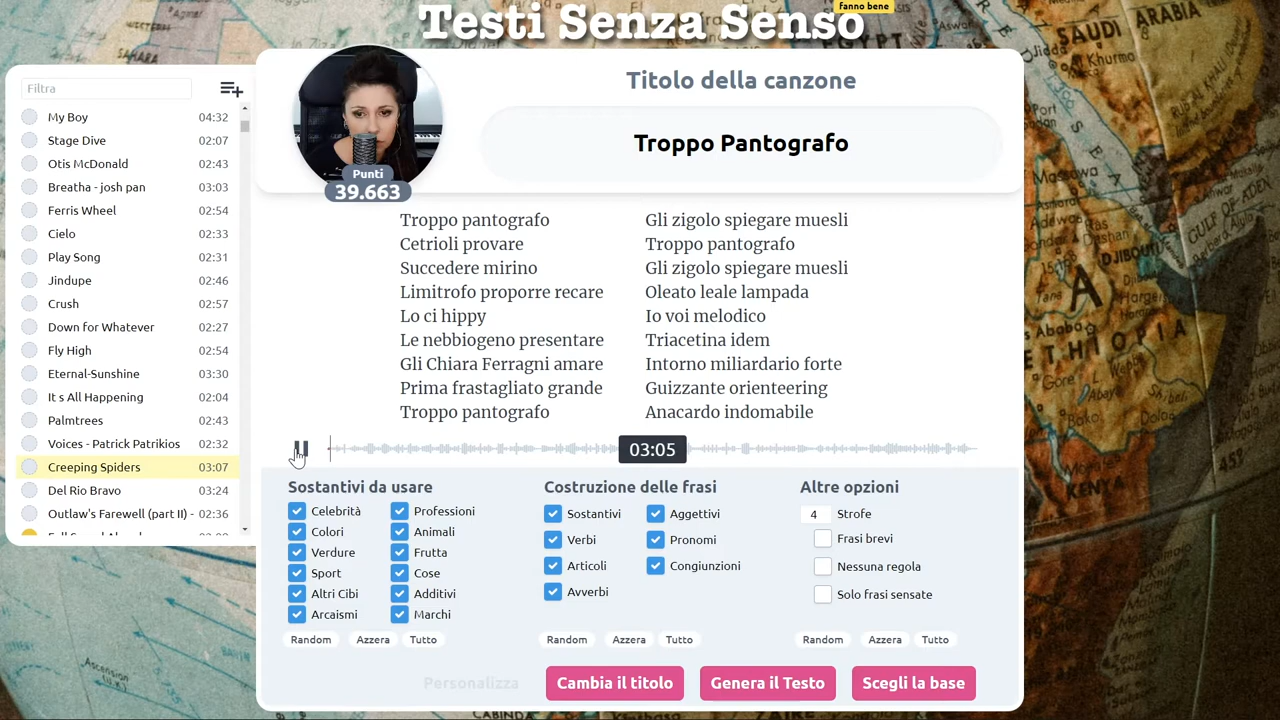 fanno bene
Testi Senza Senso
Filtra
My Boy 04:32
Stage Dive 02:07
Otis McDonald 02:43
Breatha - josh pan 03:03
Ferris Wheel 02:54
Cielo 02:33
Play Song 02:31
Jindupe 02:46
Crush 02:57
Down for Whatever 02:27
Fly High 02:54
Eternal-Sunshine 03:30
It s All Happening 02:04
Palmtrees 02:43
Voices - Patrick Patrikios 02:32
Creeping Spiders 03:07
Del Rio Bravo 03:24
Outlaw's Farewell (part II) - 02:36
Punti
39.663
Titolo della canzone
Troppo Pantografo
Troppo pantografo
Cetrioli provare
Succedere mirino
Limitrofo proporre recare
Lo ci hippy
Le nebbiogeno presentare
Gli Chiara Ferragni amare
Prima frastagliato grande
Troppo pantografo
Gli zigolo spiegare muesli
Troppo pantografo
Gli zigolo spiegare muesli
Oleato leale lampada
Io voi melodico
Triacetina idem
Intorno miliardario forte
Guizzante orienteering
Anacardo indomabile
03:05
Sostantivi da usare
Celebrità Professioni
Colori Animali
Verdure Frutta
Sport Cose
Altri Cibi Additivi
Arcaismi Marchi
Random Azzera Tutto
Costruzione delle frasi
Sostantivi Aggettivi
Verbi Pronomi
Articoli Congiunzioni
Avverbi
Random Azzera Tutto
Altre opzioni
4 Strofe
Frasi brevi
Nessuna regola
Solo frasi sensate
Random Azzera Tutto
Personalizza Cambia il titolo Genera il Testo Scegli la base
SAUDI ARABIA
EGYPT
GULF OF ADEN
DJIBOUTI
ETHIOPIA
KENYA
Ascension